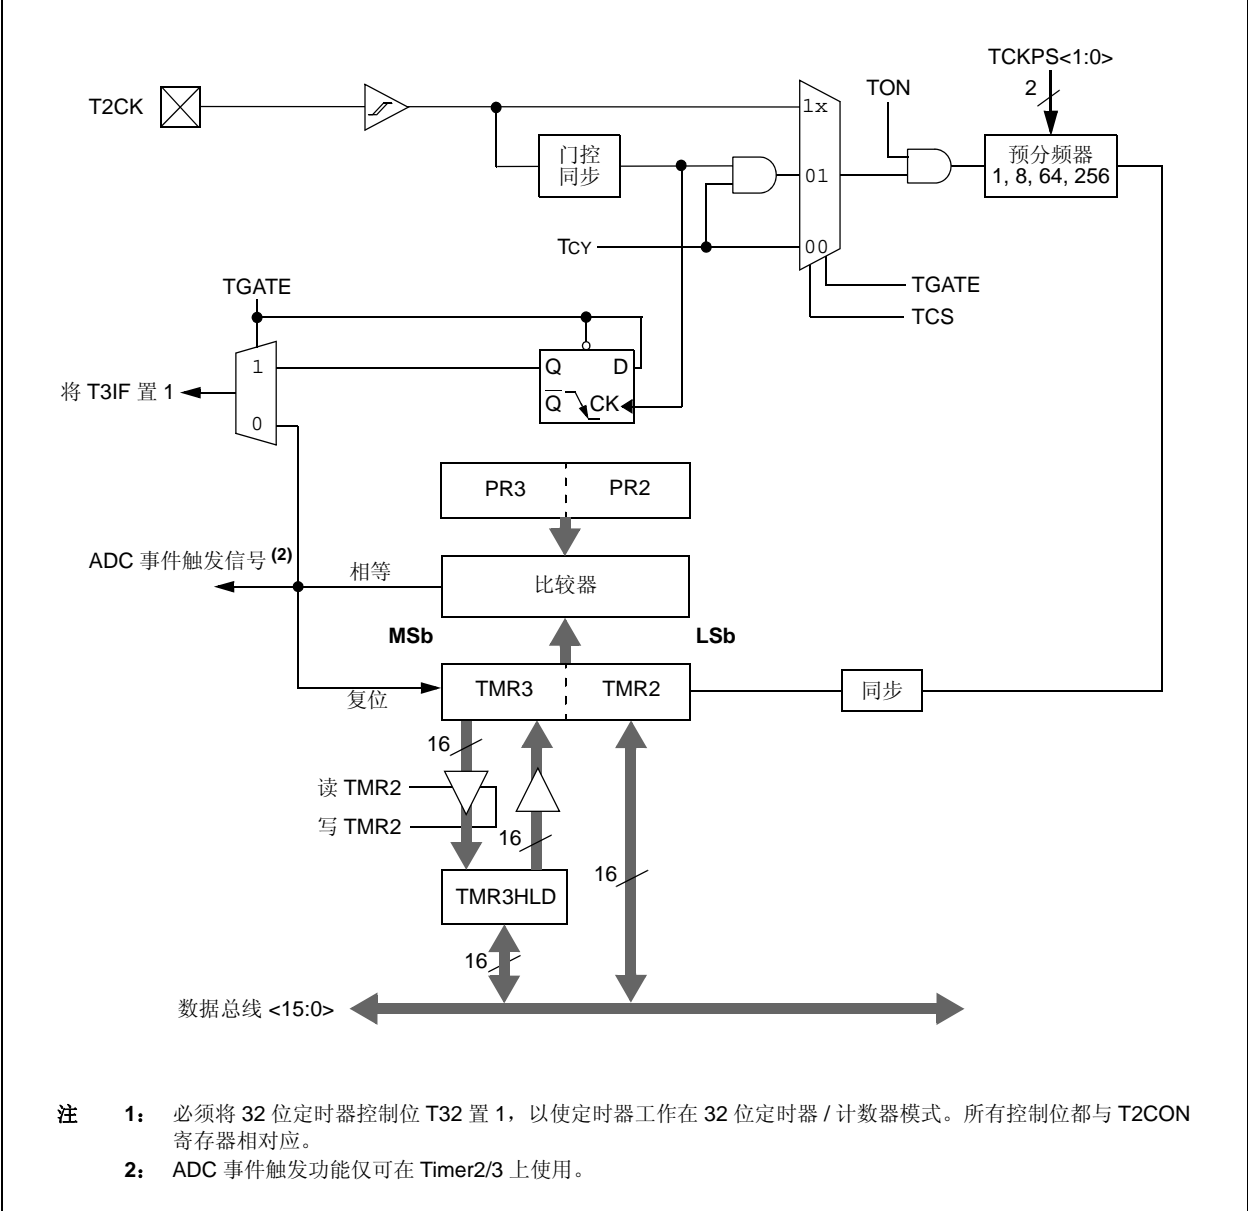 TCKPS<1:0>
T2CK
TON
2
1x
门控
同步
预分频器
1, 8, 64, 256
01
TCY
00
TGATE
TGATE
TCS
1
Q
D
将 T3IF 置 1
Q
CK
0
PR3
PR2
ADC 事件触发信号 (2)
相等
比较器
MSb
LSb
TMR3
TMR2
同步
复位
16
读 TMR2
写 TMR2
16
16
TMR3HLD
16
数据总线 <15:0>
注 1： 必须将 32 位定时器控制位 T32 置 1，以使定时器工作在 32 位定时器 / 计数器模式。所有控制位都与 T2CON
寄存器相对应。
2： ADC 事件触发功能仅可在 Timer2/3 上使用。